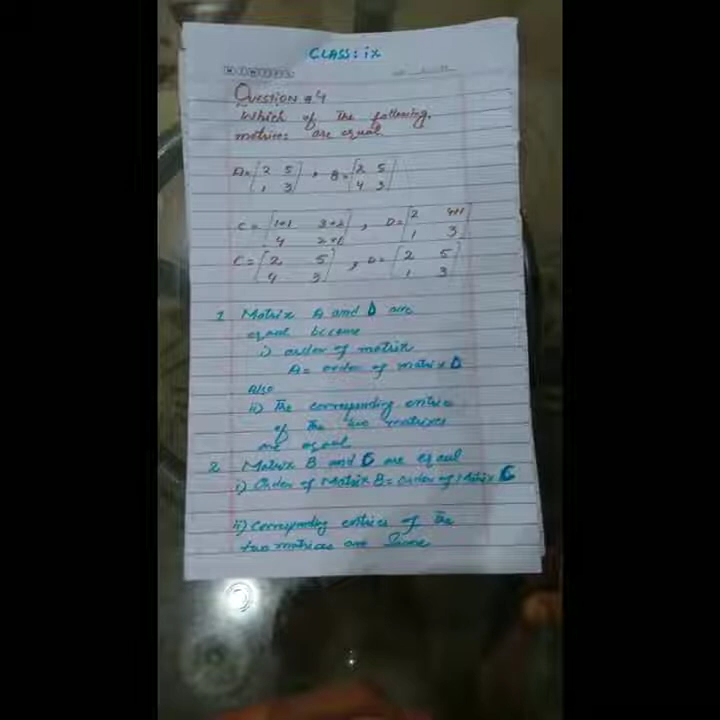 CLASS: ix
QUESTION #4
Which of the following
matrices are equal
A=[2 5, 1 3], B=[2 5, 4 3]
C=[1+1 3+2, 4 2+1], D=[2 4+1, 1 3]
C=[2 5, 4 3], D=[2 5, 1 3]
1 Matrix A and D are
equal because
i) order of matrix
A= order of matrix D
Also
ii) The corresponding entries
of the two matrixes
are equal
2 Matrix B and C are equal
i) Order of Matrix B= order of Matrix C
ii) Corresponding entries of the
two matrices are Same